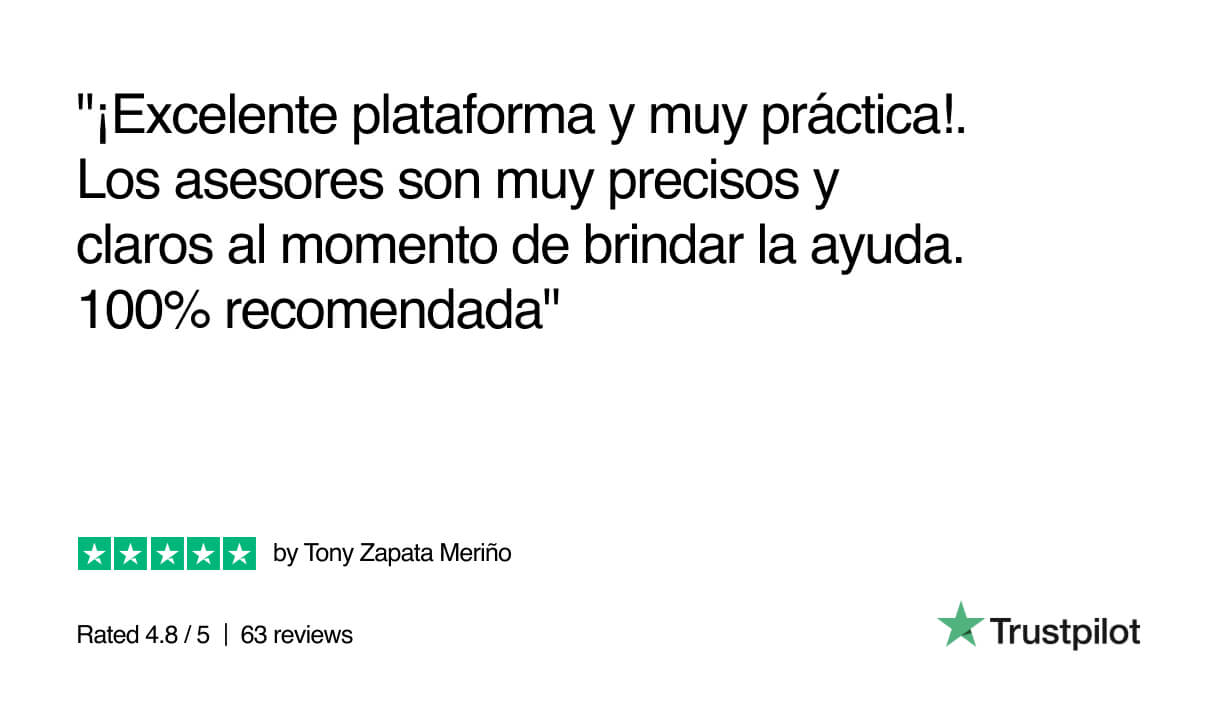 "¡Excelente plataforma y muy práctica!.
Los asesores son muy precisos y
claros al momento de brindar la ayuda.
100% recomendada"
by Tony Zapata Meriño
Rated 4.8 / 5 | 63 reviews
Trustpilot